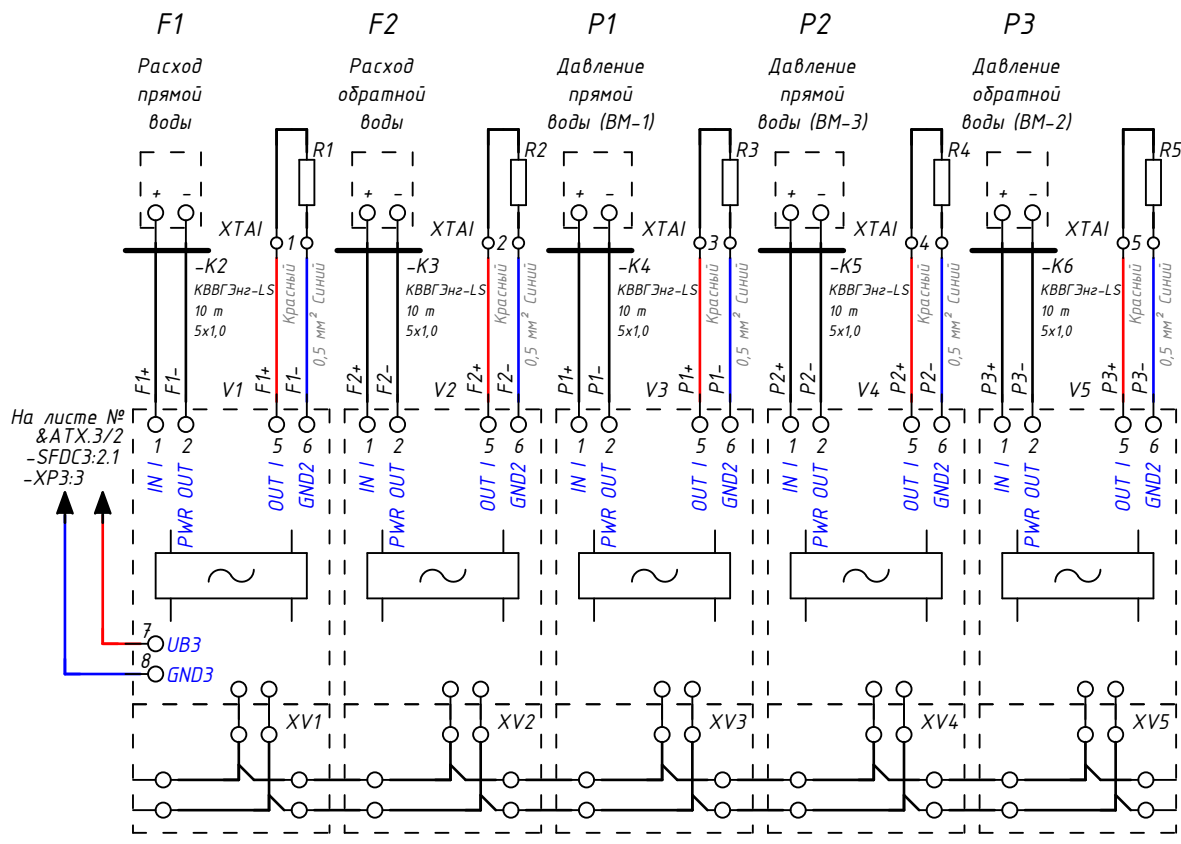 F1 F2 P1 P2 P3
Расход Расход Давление Давление Давление
прямой обратной прямой прямой обратной
воды воды воды (ВМ-1) воды (ВМ-3) воды (ВМ-2)
R1 R2 R3 R4 R5
+ - + - + - + - + -
XTAI 1 XTAI 2 XTAI 3 XTAI 4 XTAI 5
-K2 -K3 -K4 -K5 -K6
КВВГЭнг-LS КВВГЭнг-LS КВВГЭнг-LS КВВГЭнг-LS КВВГЭнг-LS
10 m 10 m 10 m 10 m 10 m
5x1,0 5x1,0 5x1,0 5x1,0 5x1,0
Красный Красный Красный Красный Красный
0,5 мм² Синий 0,5 мм² Синий 0,5 мм² Синий 0,5 мм² Синий 0,5 мм² Синий
F1+ F1- V1 F1+ F1- F2+ F2- V2 F2+ F2- P1+ P1- V3 P1+ P1- P2+ P2- V4 P2+ P2- P3+ P3- V5 P3+ P3-
На листе №
&ATX.3/2
-SFDC3:2.1
-XP3:3
1 2 5 6 1 2 5 6 1 2 5 6 1 2 5 6 1 2 5 6
IN I PWR OUT OUT I GND2 IN I PWR OUT OUT I GND2 IN I PWR OUT OUT I GND2 IN I PWR OUT OUT I GND2 IN I PWR OUT OUT I GND2
7 UB3
8 GND3
XV1 XV2 XV3 XV4 XV5